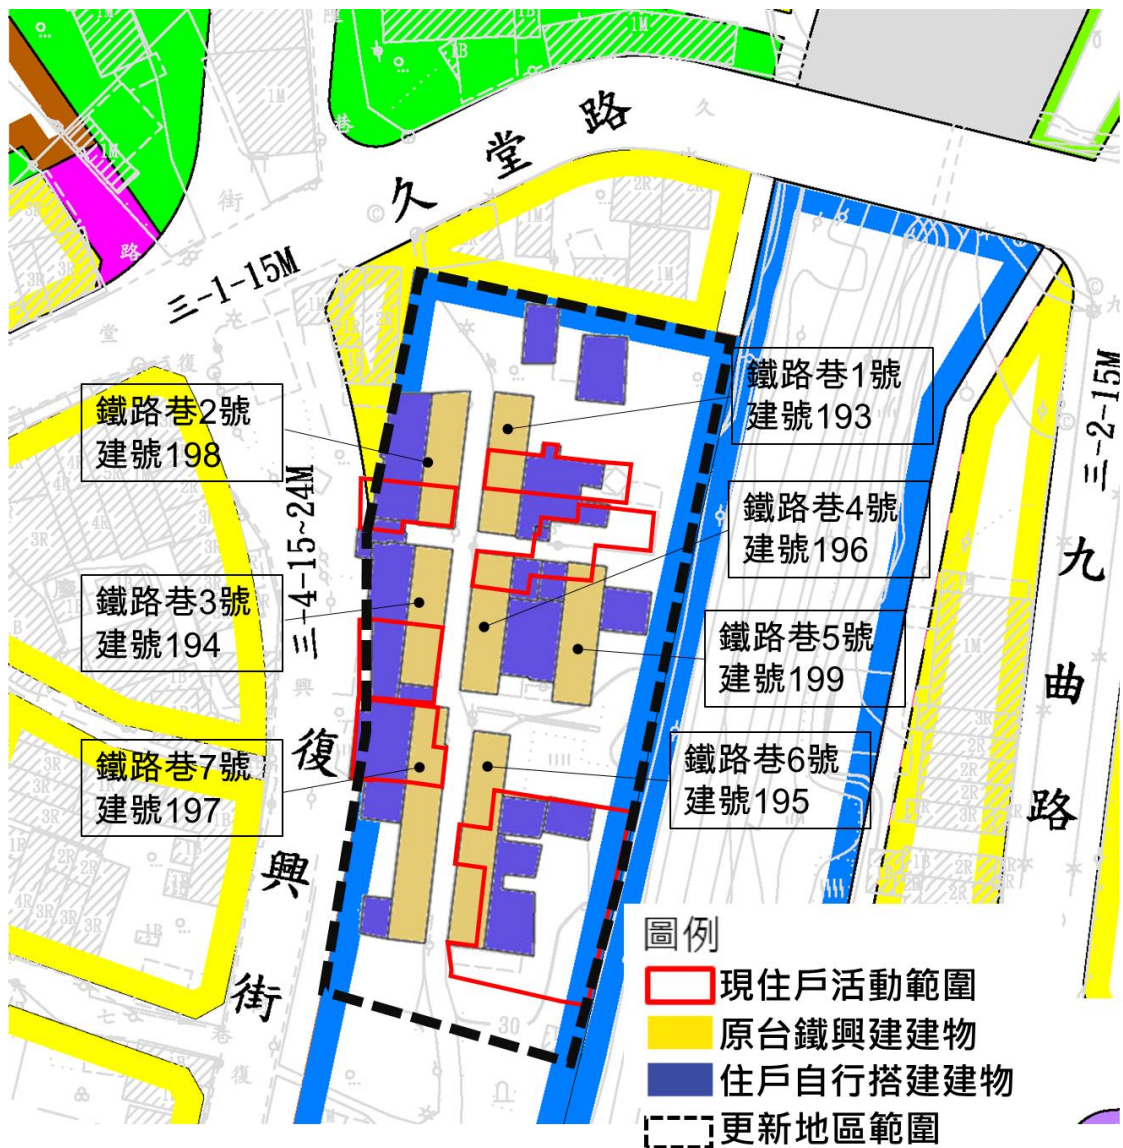 久堂路
三-1-15M
鐵路巷1號
建號193
鐵路巷2號
建號198
三-4-15~24M
三-2-15M
鐵路巷4號
建號196
鐵路巷3號
建號194
鐵路巷5號
建號199
鐵路巷7號
建號197
鐵路巷6號
建號195
復興街
九曲路
30
圖例
現住戶活動範圍
原台鐵興建建物
住戶自行搭建建物
更新地區範圍